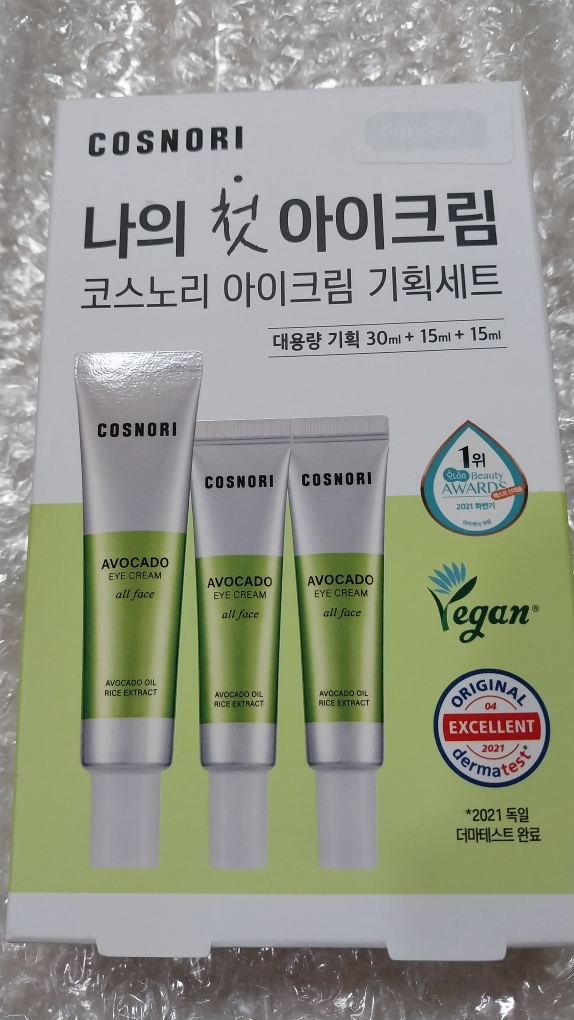 COSNORI
나의 첫 아이크림
코스노리 아이크림 기획세트
대용량 기획 30ml + 15ml + 15ml
COSNORI
AVOCADO
EYE CREAM
all face
AVOCADO OIL
RICE EXTRACT
COSNORI
AVOCADO
EYE CREAM
all face
AVOCADO OIL
RICE EXTRACT
COSNORI
AVOCADO
EYE CREAM
all face
AVOCADO OIL
RICE EXTRACT
1위
Beauty
AWARDS
2021 하반기
Vegan®
ORIGINAL
04
EXCELLENT
2021
dermatest®
*2021 독일
더마테스트 완료